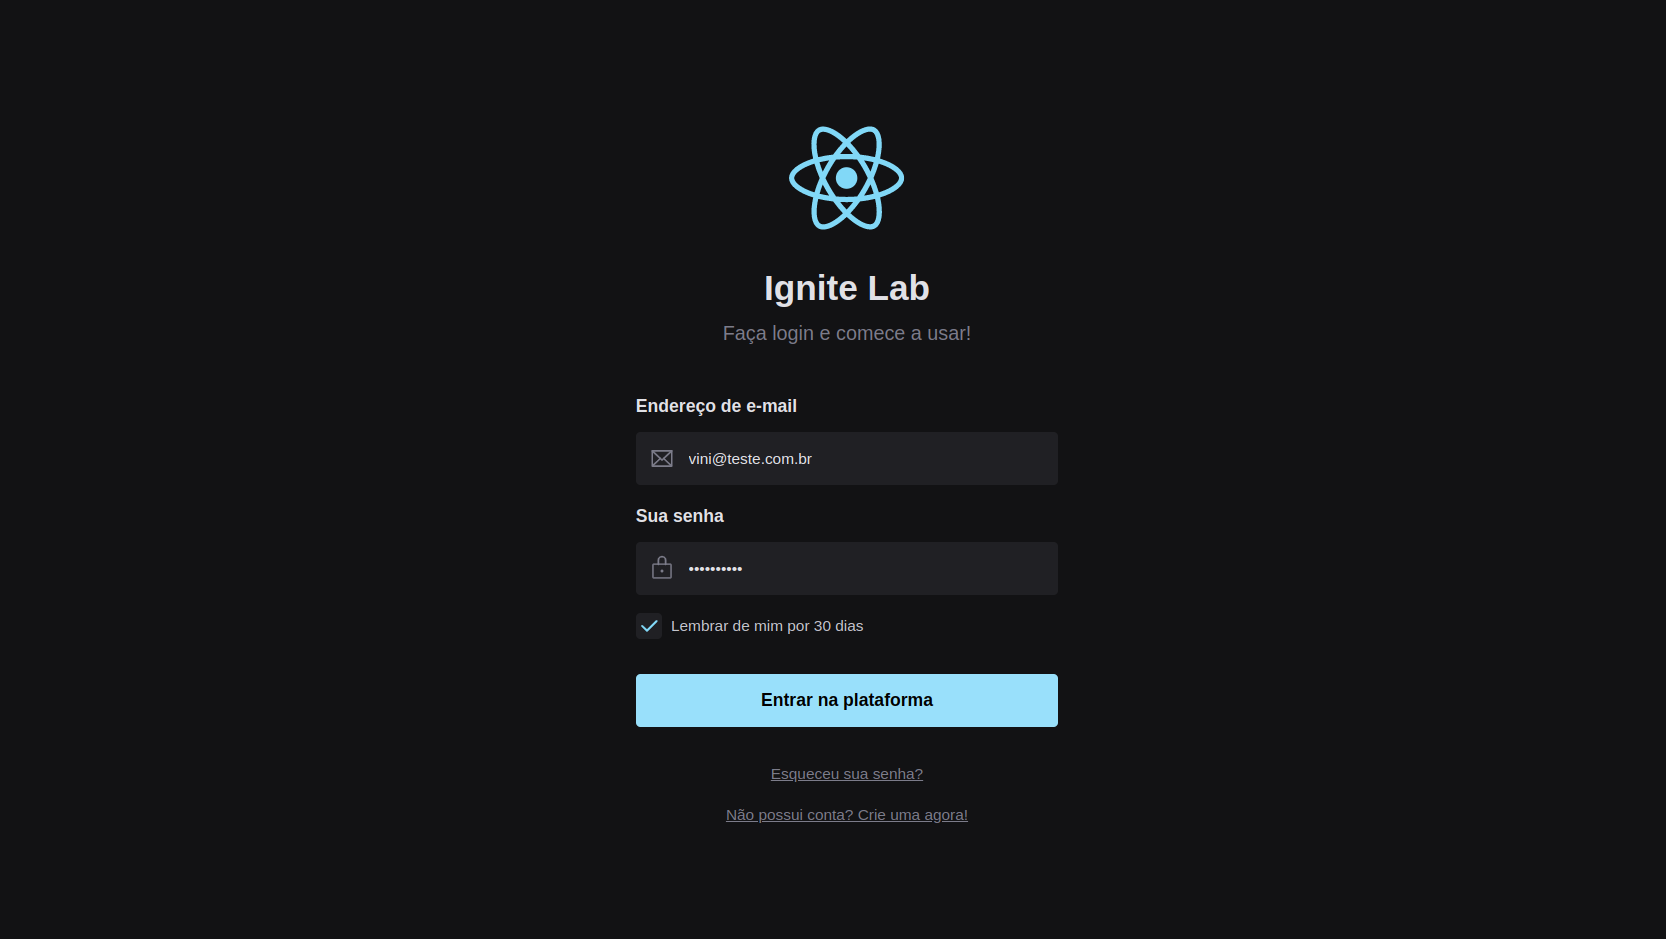 Ignite Lab
Faça login e comece a usar!
Endereço de e-mail
vini@teste.com.br
Sua senha
••••••••••
Lembrar de mim por 30 dias
Entrar na plataforma
Esqueceu sua senha?
Não possui conta? Crie uma agora!